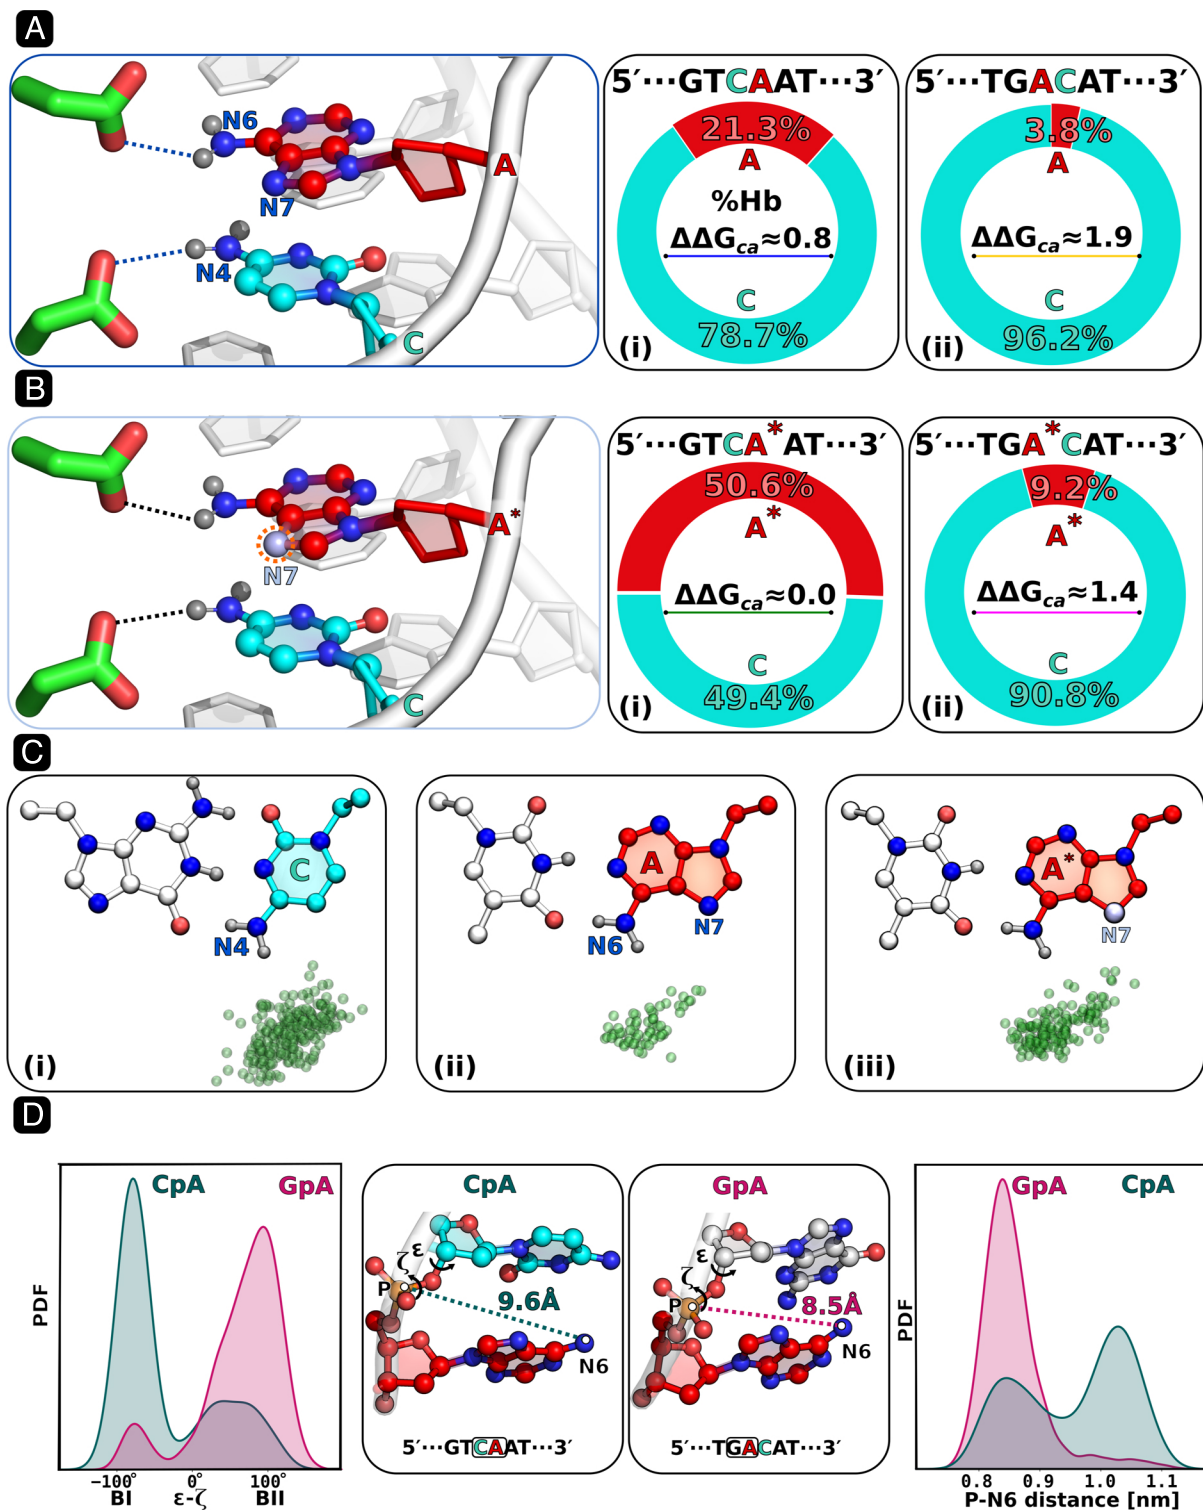 A
N6
N7
N4
A
C
5′···GTCAAT···3′
21.3%
A
%Hb
ΔΔGca≈0.8
C
78.7%
(i)
5′···TGACAT···3′
3.8%
A
ΔΔGca≈1.9
C
96.2%
(ii)
B
N7
A*
C
5′···GTCA*AT···3′
50.6%
A*
ΔΔGca≈0.0
C
49.4%
(i)
5′···TGA*CAT···3′
9.2%
A*
ΔΔGca≈1.4
C
90.8%
(ii)
C
C
N4
(i)
A
N6
N7
(ii)
A*
N7
(iii)
D
CpA
GpA
PDF
−100° 0° 100°
BI ε-ζ BII
CpA
ε
ζ
P
9.6Å
N6
5′···GTCAAT···3′
GpA
ε
ζ
P
8.5Å
N6
5′···TGACAT···3′
GpA
CpA
PDF
0.8 0.9 1.0 1.1
P-N6 distance [nm]